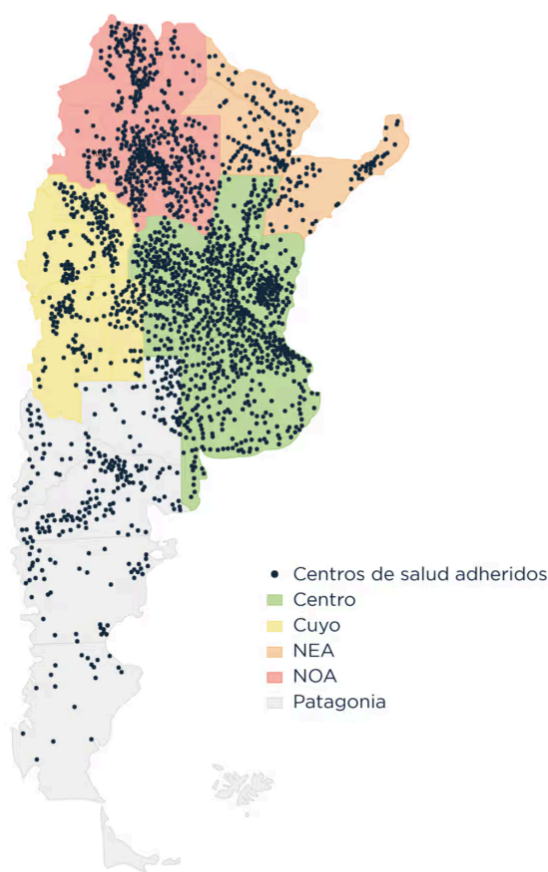 Centros de salud adheridos
Centro
Cuyo
NEA
NOA
Patagonia